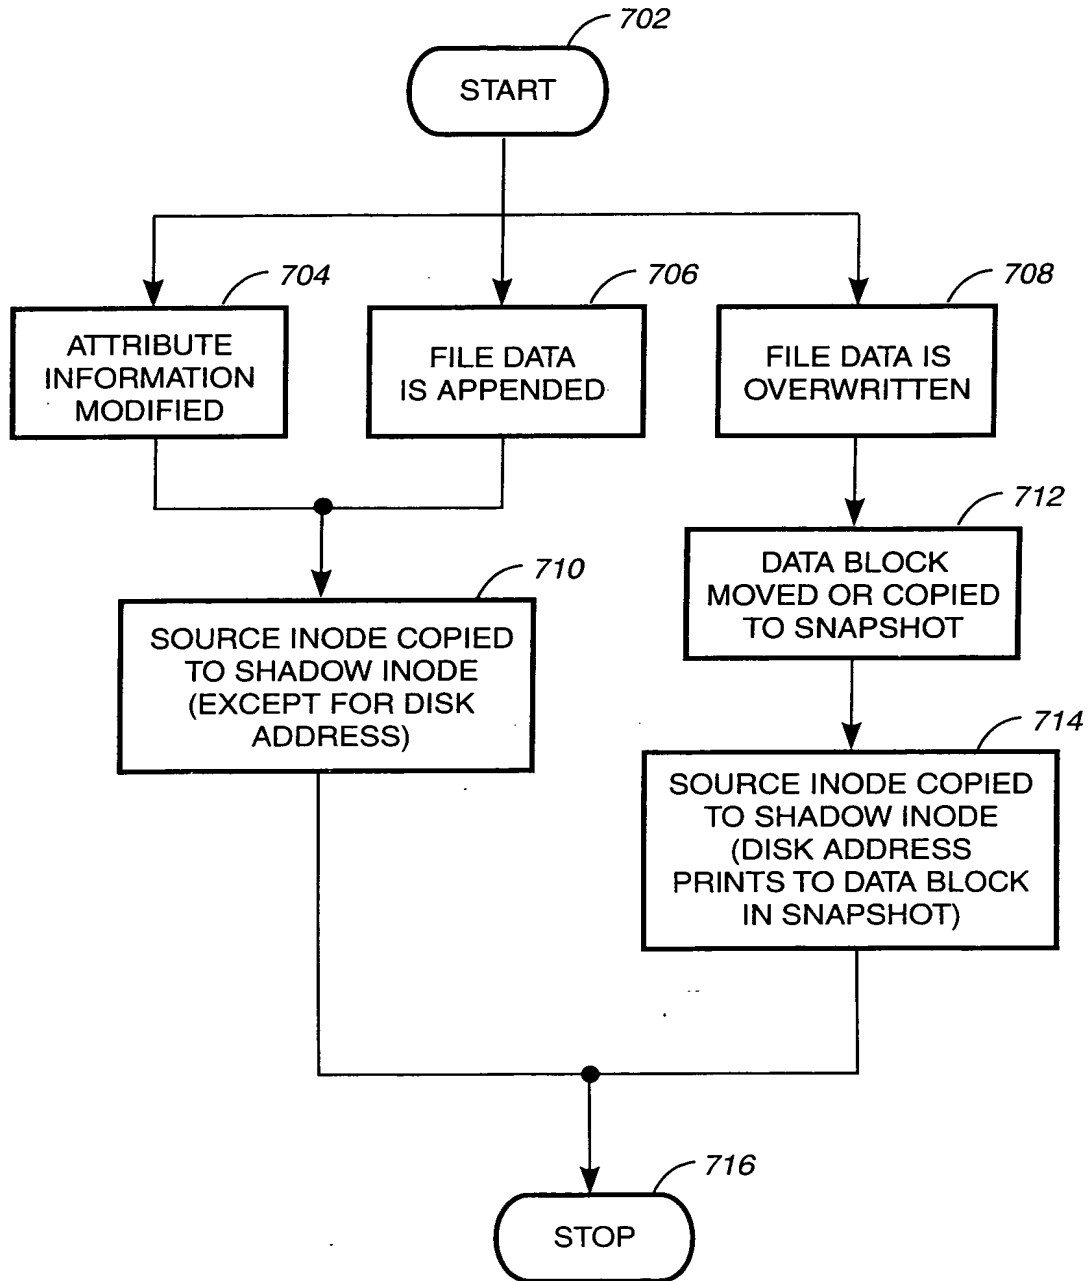 702
START
704
706
708
ATTRIBUTE
INFORMATION
MODIFIED
FILE DATA
IS APPENDED
FILE DATA IS
OVERWRITTEN
712
DATA BLOCK
MOVED OR COPIED
TO SNAPSHOT
710
SOURCE INODE COPIED
TO SHADOW INODE
(EXCEPT FOR DISK
ADDRESS)
714
SOURCE INODE COPIED
TO SHADOW INODE
(DISK ADDRESS
PRINTS TO DATA BLOCK
IN SNAPSHOT)
716
STOP